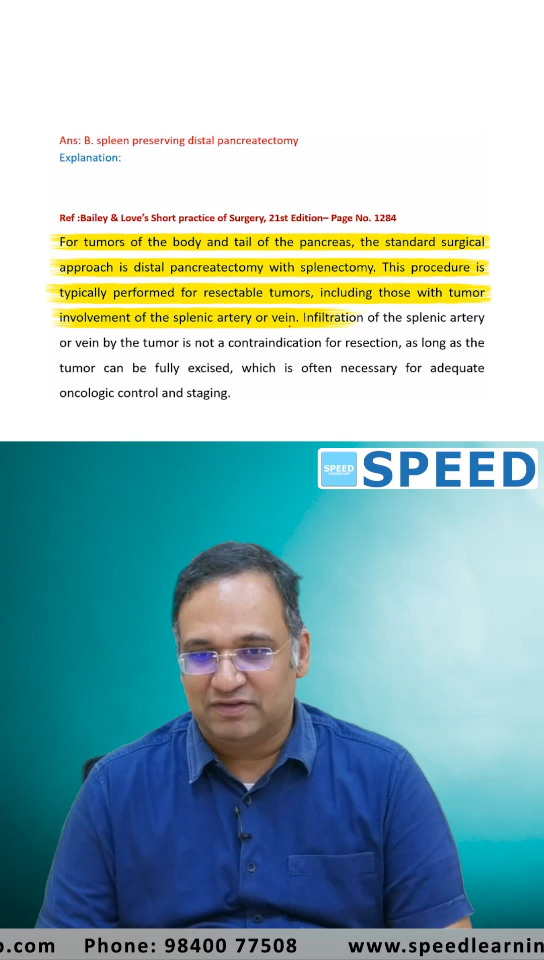 Ans: B. spleen preserving distal pancreatectomy
Explanation:
Ref :Bailey & Love's Short practice of Surgery, 21st Edition– Page No. 1284
For tumors of the body and tail of the pancreas, the standard surgical
approach is distal pancreatectomy with splenectomy. This procedure is
typically performed for resectable tumors, including those with tumor
involvement of the splenic artery or vein. Infiltration of the splenic artery
or vein by the tumor is not a contraindication for resection, as long as the
tumor can be fully excised, which is often necessary for adequate
oncologic control and staging.
SPEED
SPEED
.com Phone: 98400 77508 www.speedlearnin